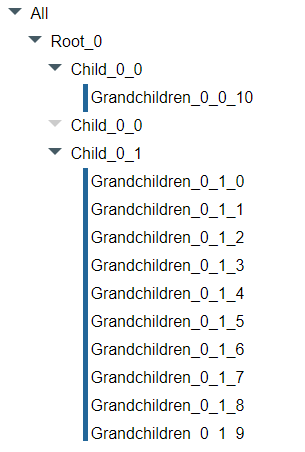 All
Root_0
Child_0_0
Grandchildren_0_0_10
Child_0_0
Child_0_1
Grandchildren_0_1_0
Grandchildren_0_1_1
Grandchildren_0_1_2
Grandchildren_0_1_3
Grandchildren_0_1_4
Grandchildren_0_1_5
Grandchildren_0_1_6
Grandchildren_0_1_7
Grandchildren_0_1_8
Grandchildren_0_1_9